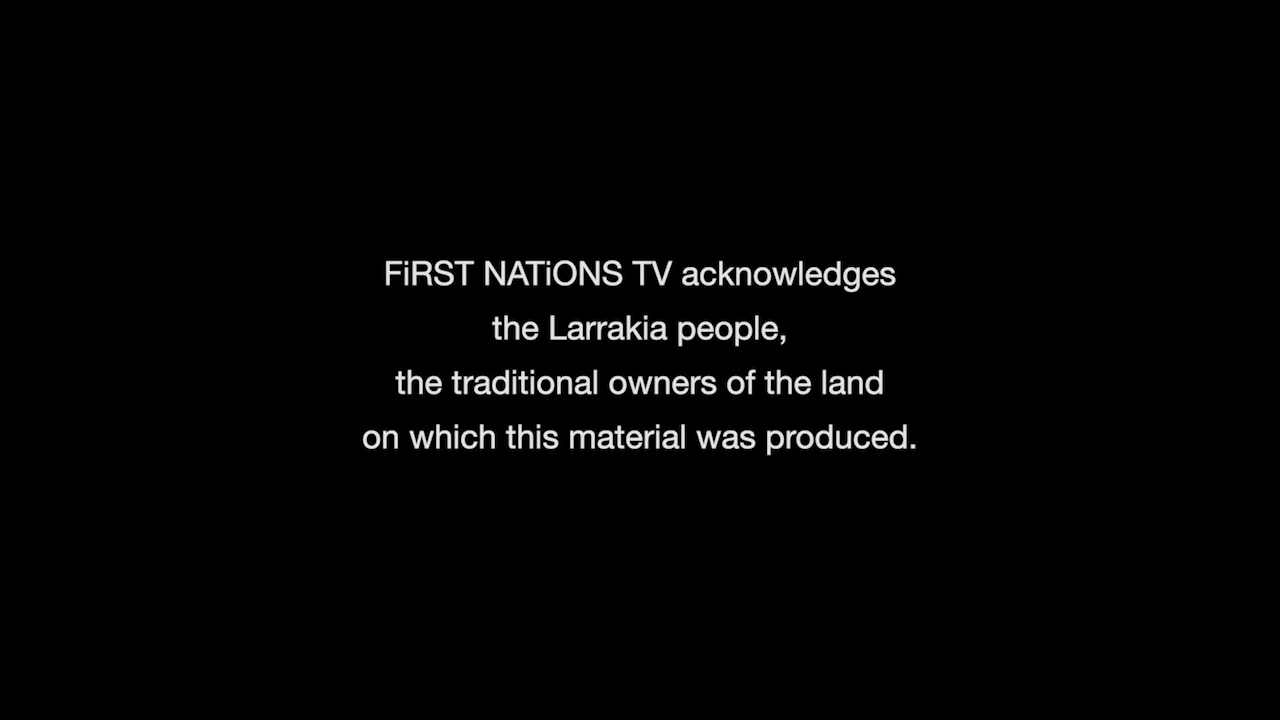 FiRST NATiONS TV acknowledges
the Larrakia people,
the traditional owners of the land
on which this material was produced.